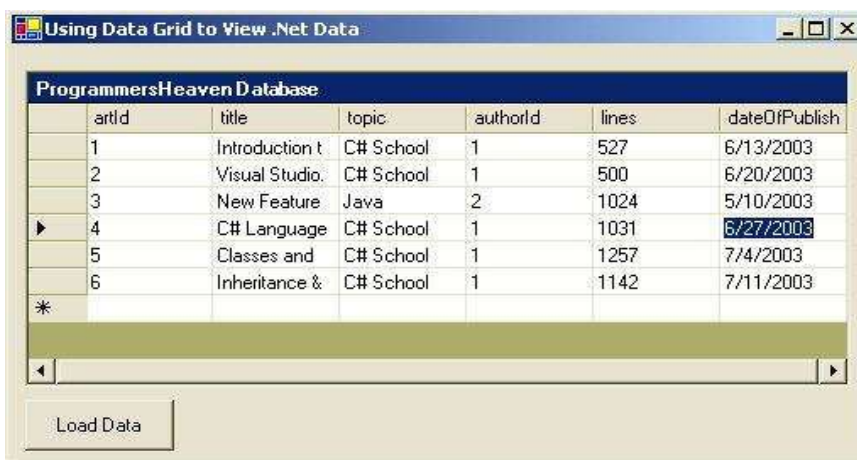 Using Data Grid to View .Net Data
ProgrammersHeaven Database
artId title topic authorId lines dateOfPublish
1 Introduction t C# School 1 527 6/13/2003
2 Visual Studio. C# School 1 500 6/20/2003
3 New Feature Java 2 1024 5/10/2003
4 C# Language C# School 1 1031 6/27/2003
5 Classes and C# School 1 1257 7/4/2003
6 Inheritance & C# School 1 1142 7/11/2003
Load Data